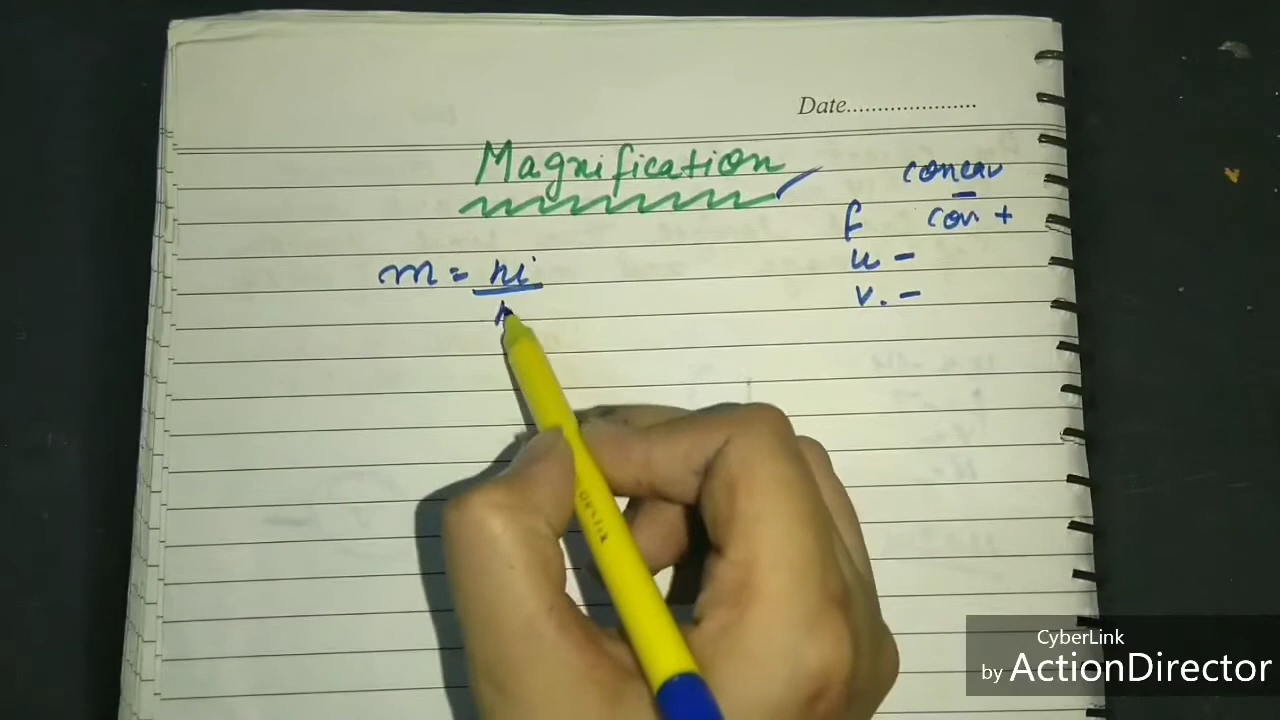 Date.....................
Magnification
concav
-
f con +
m = hi
u -
v. -
CyberLink
by ActionDirector